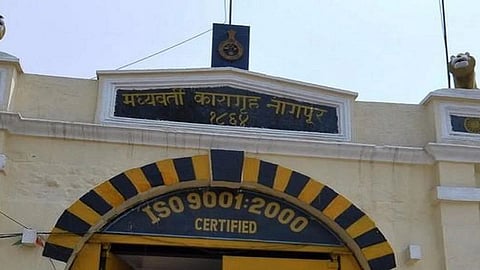 मध्यवर्ती कारागृह नागपूर
१८६४
ISO 9001:2000
CERTIFIED